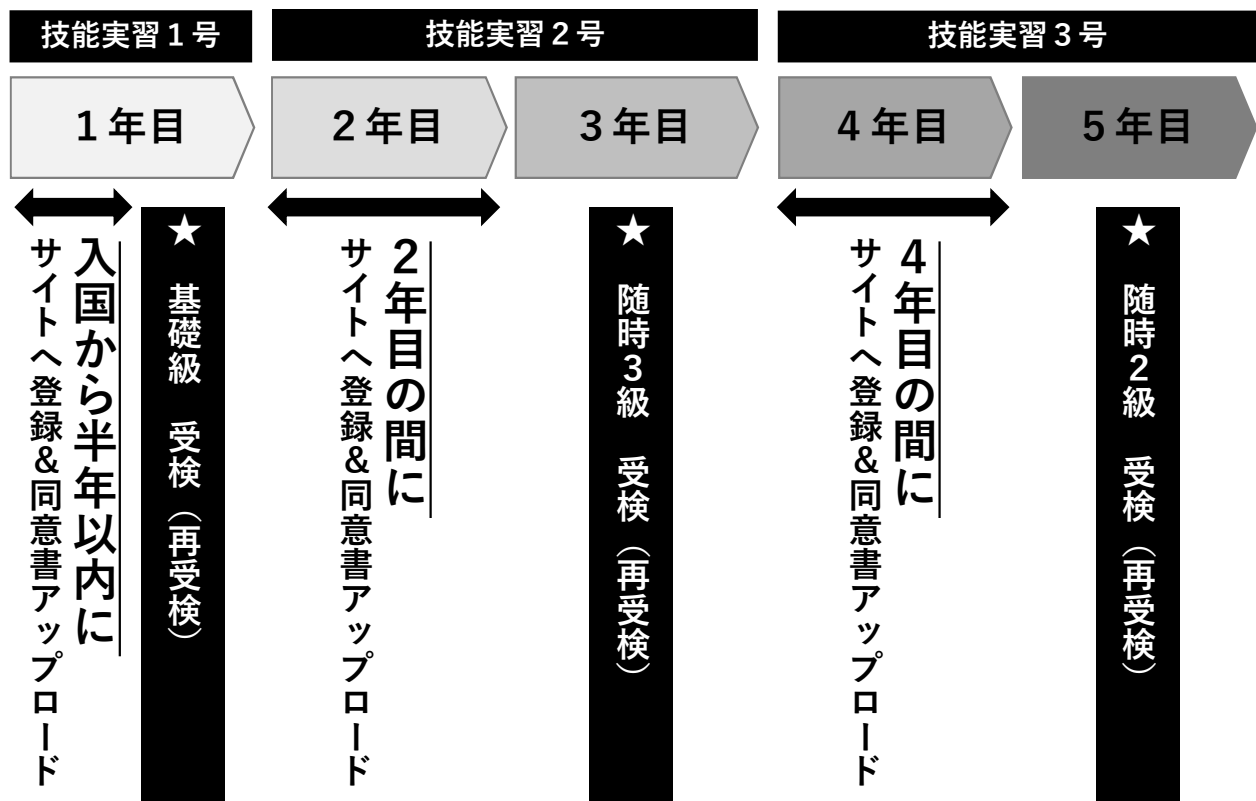 技能実習1号
技能実習2号
技能実習3号
1年目
2年目
3年目
4年目
5年目
入国から半年以内に
サイトへ登録&同意書アップロード
★ 基礎級 受検(再受検)
2年目の間に
サイトへ登録&同意書アップロード
★ 随時3級 受検(再受検)
4年目の間に
サイトへ登録&同意書アップロード
★ 随時2級 受検(再受検)